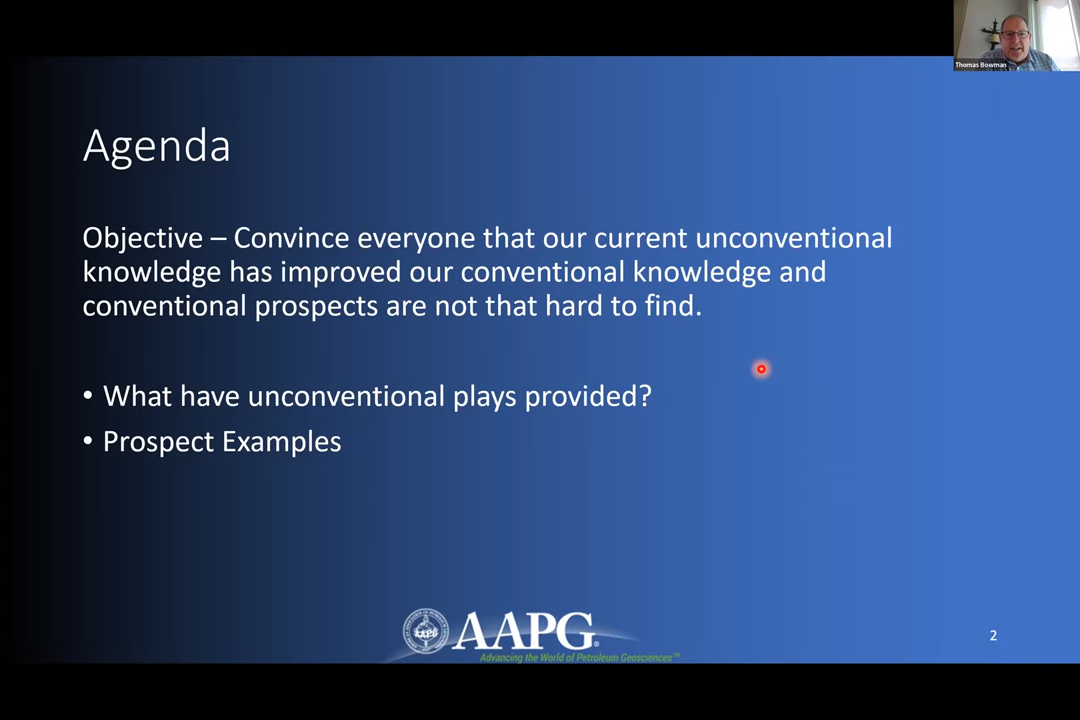 Thomas Bowman
Agenda
Objective – Convince everyone that our current unconventional
knowledge has improved our conventional knowledge and
conventional prospects are not that hard to find.
• What have unconventional plays provided?
• Prospect Examples
AAPG
Advancing the World of Petroleum Geosciences™
2